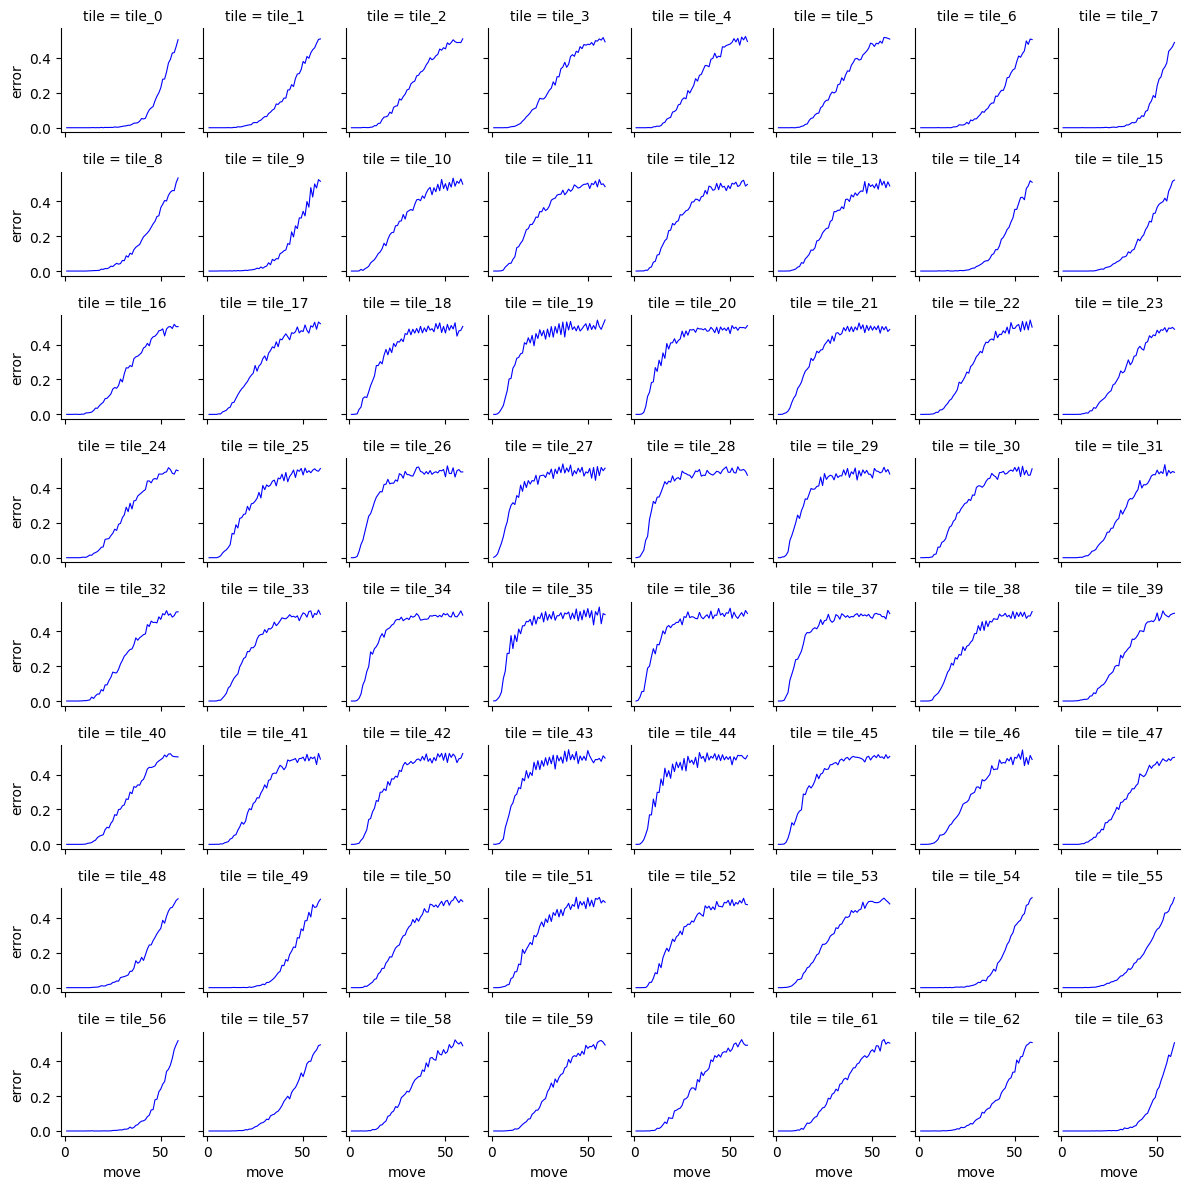 tile = tile_0 tile = tile_1 tile = tile_2 tile = tile_3 tile = tile_4 tile = tile_5 tile = tile_6 tile = tile_7
error
0.4
0.2
0.0
tile = tile_8 tile = tile_9 tile = tile_10 tile = tile_11 tile = tile_12 tile = tile_13 tile = tile_14 tile = tile_15
error
0.4
0.2
0.0
tile = tile_16 tile = tile_17 tile = tile_18 tile = tile_19 tile = tile_20 tile = tile_21 tile = tile_22 tile = tile_23
error
0.4
0.2
0.0
tile = tile_24 tile = tile_25 tile = tile_26 tile = tile_27 tile = tile_28 tile = tile_29 tile = tile_30 tile = tile_31
error
0.4
0.2
0.0
tile = tile_32 tile = tile_33 tile = tile_34 tile = tile_35 tile = tile_36 tile = tile_37 tile = tile_38 tile = tile_39
error
0.4
0.2
0.0
tile = tile_40 tile = tile_41 tile = tile_42 tile = tile_43 tile = tile_44 tile = tile_45 tile = tile_46 tile = tile_47
error
0.4
0.2
0.0
tile = tile_48 tile = tile_49 tile = tile_50 tile = tile_51 tile = tile_52 tile = tile_53 tile = tile_54 tile = tile_55
error
0.4
0.2
0.0
tile = tile_56 tile = tile_57 tile = tile_58 tile = tile_59 tile = tile_60 tile = tile_61 tile = tile_62 tile = tile_63
error
0.4
0.2
0.0
0 50 0 50 0 50 0 50 0 50 0 50 0 50 0 50
move move move move move move move move